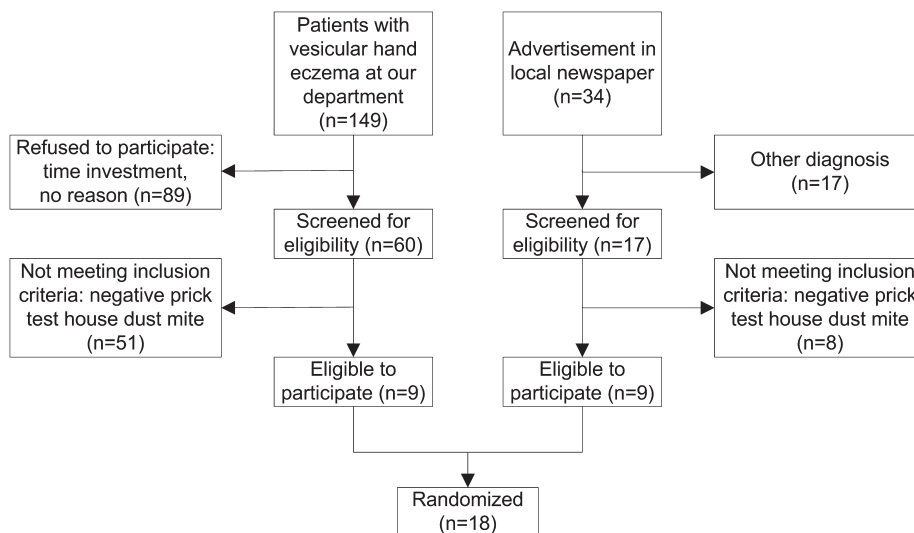 Patients with
vesicular hand
eczema at our
department
(n=149)
Advertisement in
local newspaper
(n=34)
Refused to participate:
time investment,
no reason (n=89)
Other diagnosis
(n=17)
Screened for
eligibility (n=60)
Screened for
eligibility (n=17)
Not meeting inclusion
criteria: negative prick
test house dust mite
(n=51)
Not meeting inclusion
criteria: negative prick
test house dust mite
(n=8)
Eligible to
participate (n=9)
Eligible to
participate (n=9)
Randomized
(n=18)